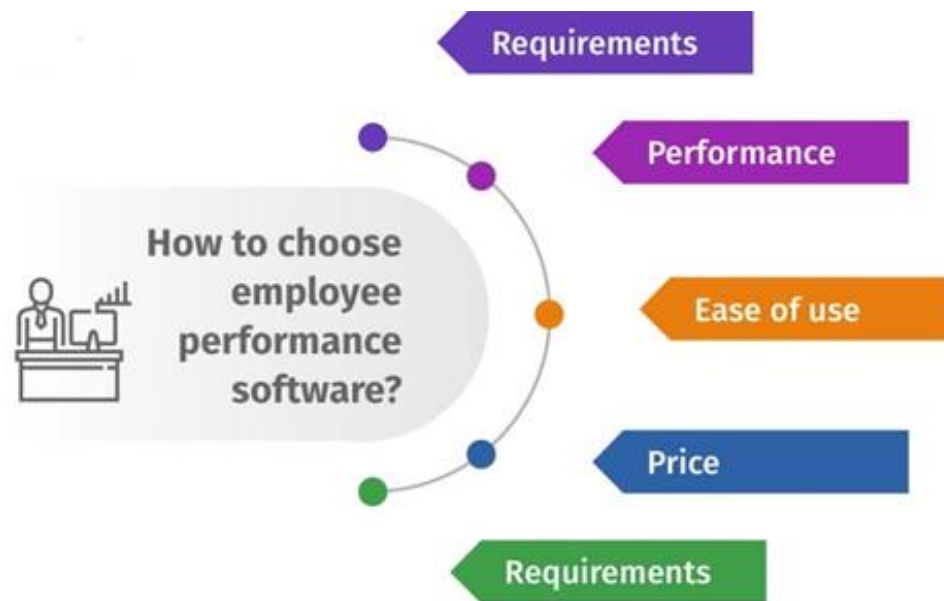 Requirements
Performance
How to choose
employee
performance
software?
Ease of use
Price
Requirements